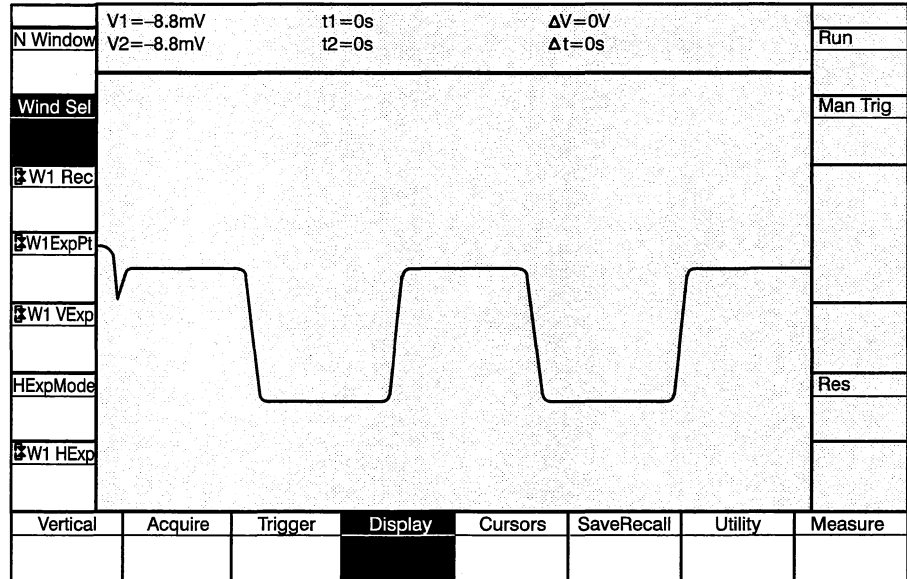 V1=–8.8mV t1=0s ΔV=0V
V2=–8.8mV t2=0s Δt=0s
N Window
Wind Sel
W1 Rec
W1ExpPt
W1 VExp
HExpMode
W1 HExp
Run
Man Trig
Res
Vertical Acquire Trigger Display Cursors SaveRecall Utility Measure